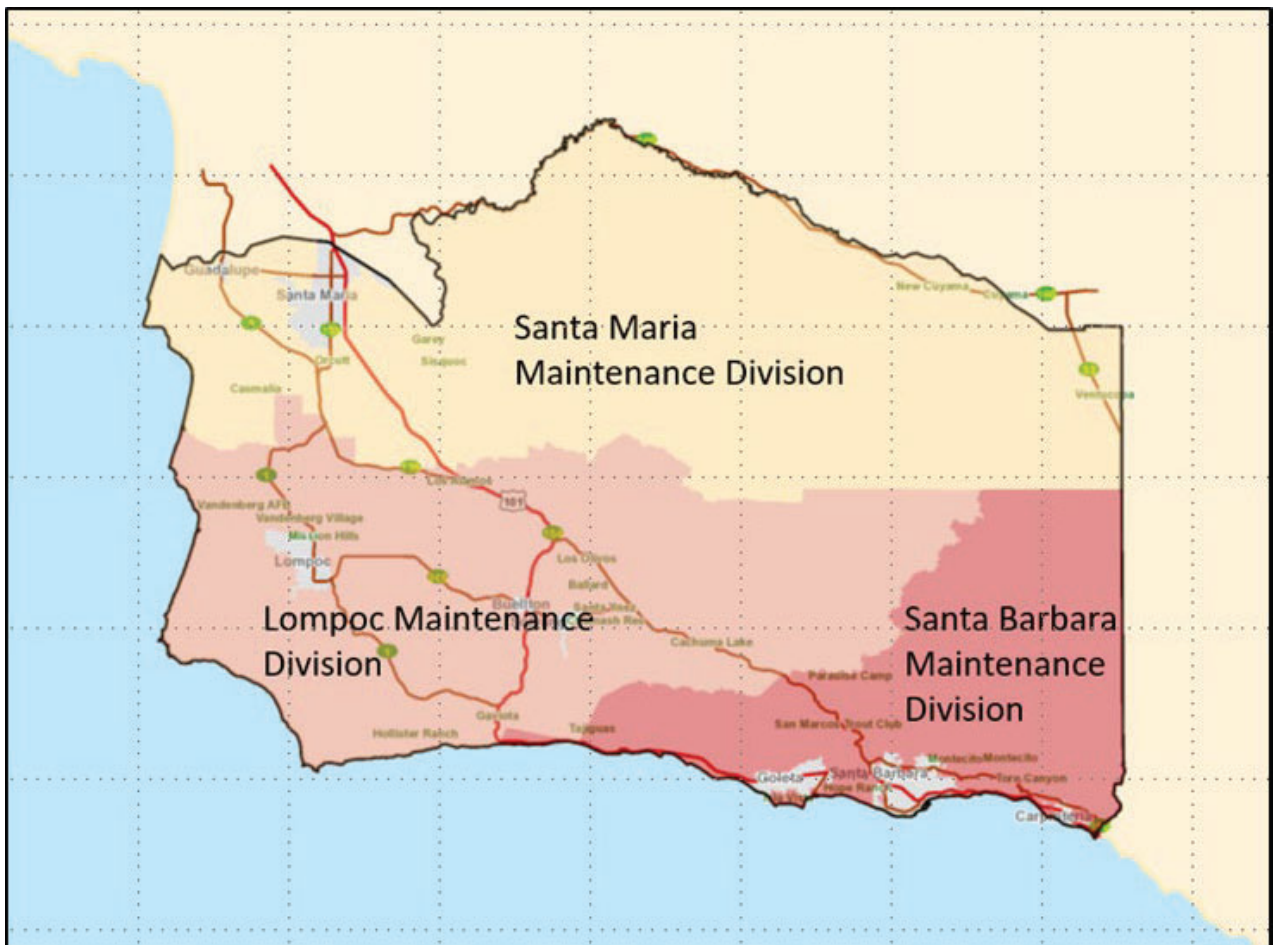 Guadalupe
Santa Maria
New Cuyama
Cuyama
Garey
Sisquoc
Orcutt
Casmalia
Ventucopa
Santa Maria
Maintenance Division
Los Alamos
101
Vandenberg AFB
Vandenberg Village
Mission Hills
Lompoc
Los Olivos
Ballard
Buellton
Santa Ynez
Lompoc Maintenance
Division
Santa Barbara
Maintenance
Division
Cachuma Lake
Paradise Camp
Gaviota
Hollister Ranch
Tajiguas
San Marcos Trout Club
Montecito Montecito
Goleta
Santa Barbara
Toro Canyon
Hope Ranch
Carpinteria